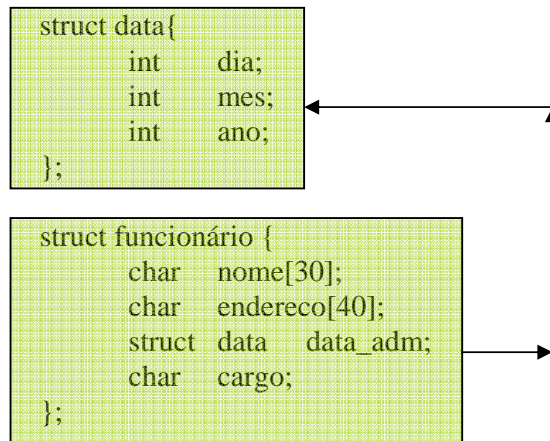 struct data{
int dia;
int mes;
int ano;
};
struct funcionário {
char nome[30];
char endereco[40];
struct data data_adm;
char cargo;
};